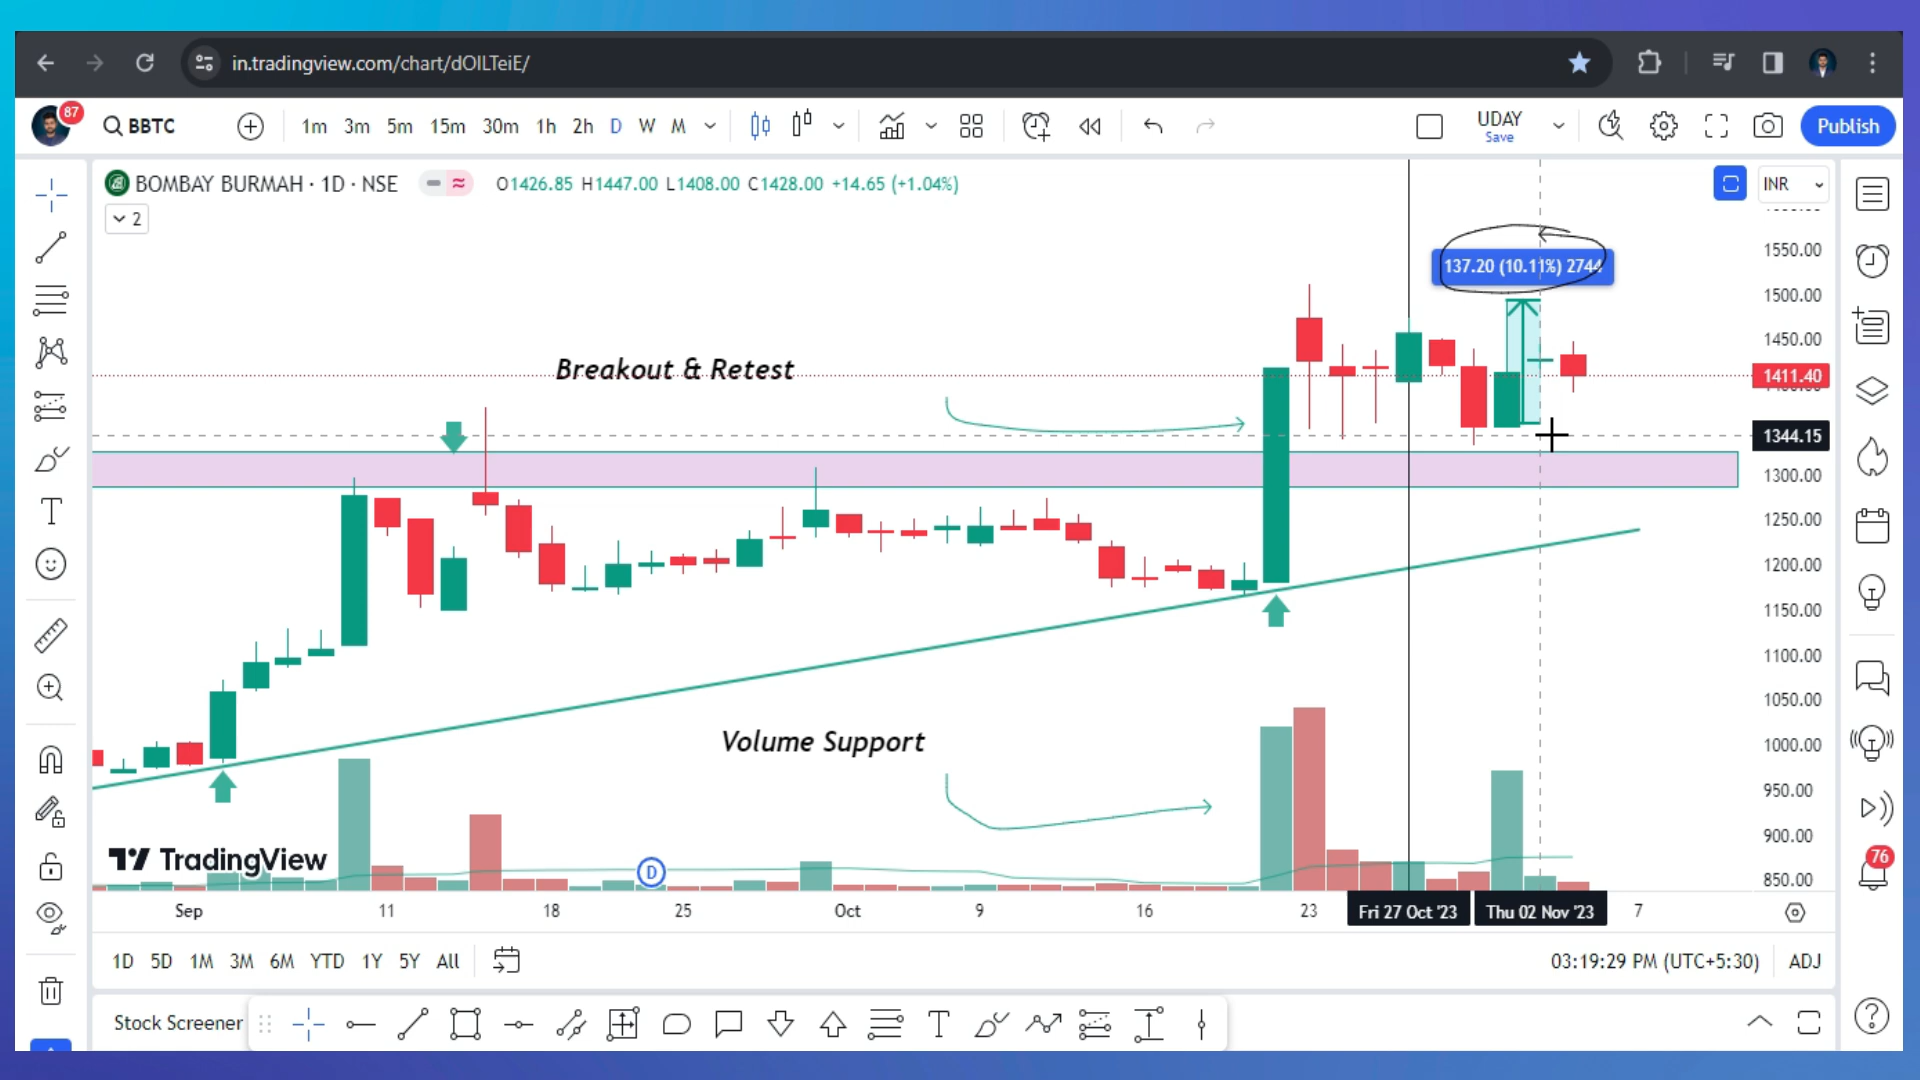 in.tradingview.com/chart/dOILTeiE/
87
BBTC
1m 3m 5m 15m 30m 1h 2h D W M
UDAY
Save
Publish
BOMBAY BURMAH · 1D · NSE
O1426.85 H1447.00 L1408.00 C1428.00 +14.65 (+1.04%)
INR
2
1550.00
137.20 (10.11%) 2744
1500.00
1450.00
Breakout & Retest
1411.40
1344.15
1300.00
1250.00
1200.00
1150.00
1100.00
1050.00
Volume Support
1000.00
950.00
900.00
TradingView
D
76
850.00
Sep 11 18 25 Oct 9 16 23 Fri 27 Oct '23 Thu 02 Nov '23 7
1D 5D 1M 3M 6M YTD 1Y 5Y All
03:19:29 PM (UTC+5:30) ADJ
Stock Screener